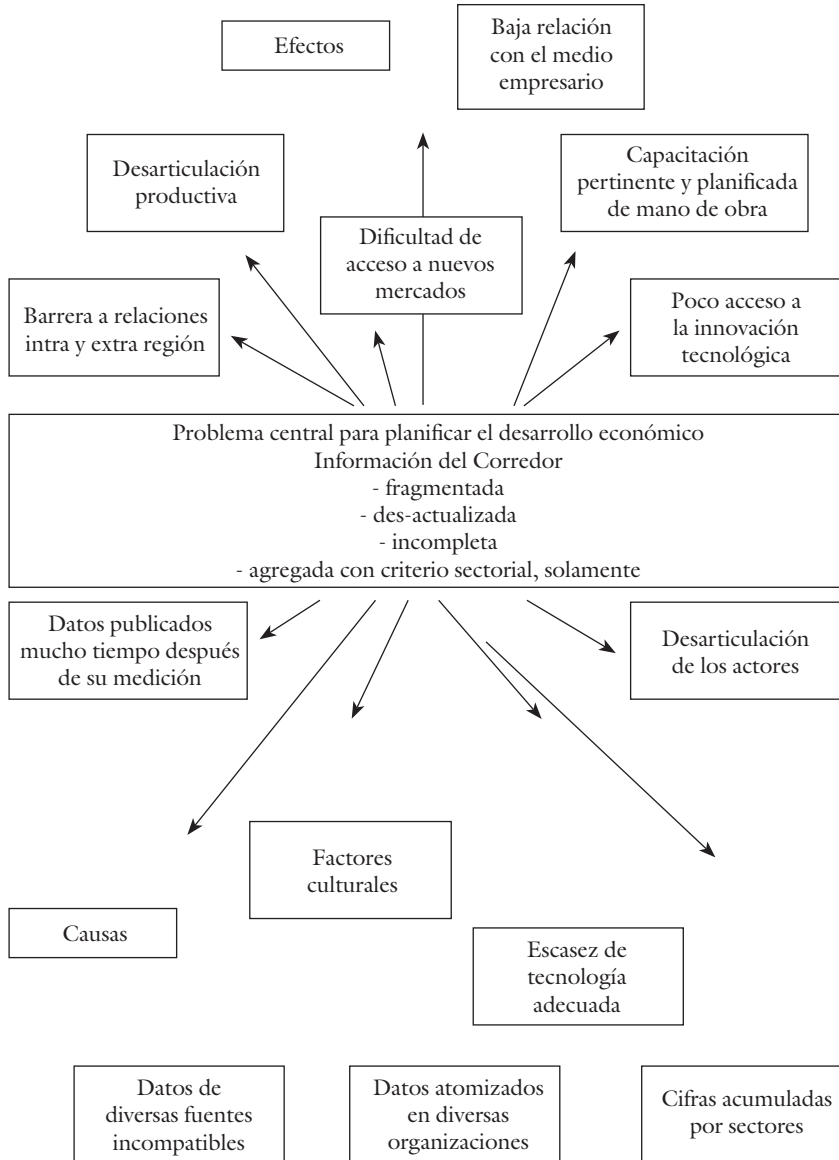 Efectos
Baja relación
con el medio
empresario
Desarticulación
productiva
Capacitación
pertinente y planificada
de mano de obra
Dificultad de
acceso a nuevos
mercados
Barrera a relaciones
intra y extra región
Poco acceso a
la innovación
tecnológica
Problema central para planificar el desarrollo económico
Información del Corredor
- fragmentada
- des-actualizada
- incompleta
- agregada con criterio sectorial, solamente
Datos publicados
mucho tiempo después
de su medición
Desarticulación
de los actores
Factores
culturales
Causas
Escasez de
tecnología
adecuada
Datos de
diversas fuentes
incompatibles
Datos atomizados
en diversas
organizaciones
Cifras acumuladas
por sectores